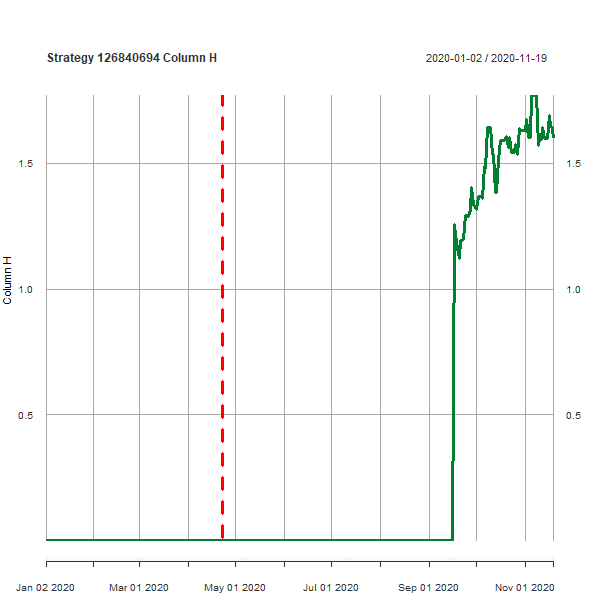 Strategy 126840694 Column H
2020-01-02 / 2020-11-19
Column H
1.5
1.5
1.0
1.0
0.5
0.5
Jan 02 2020
Mar 01 2020
May 01 2020
Jul 01 2020
Sep 01 2020
Nov 01 2020